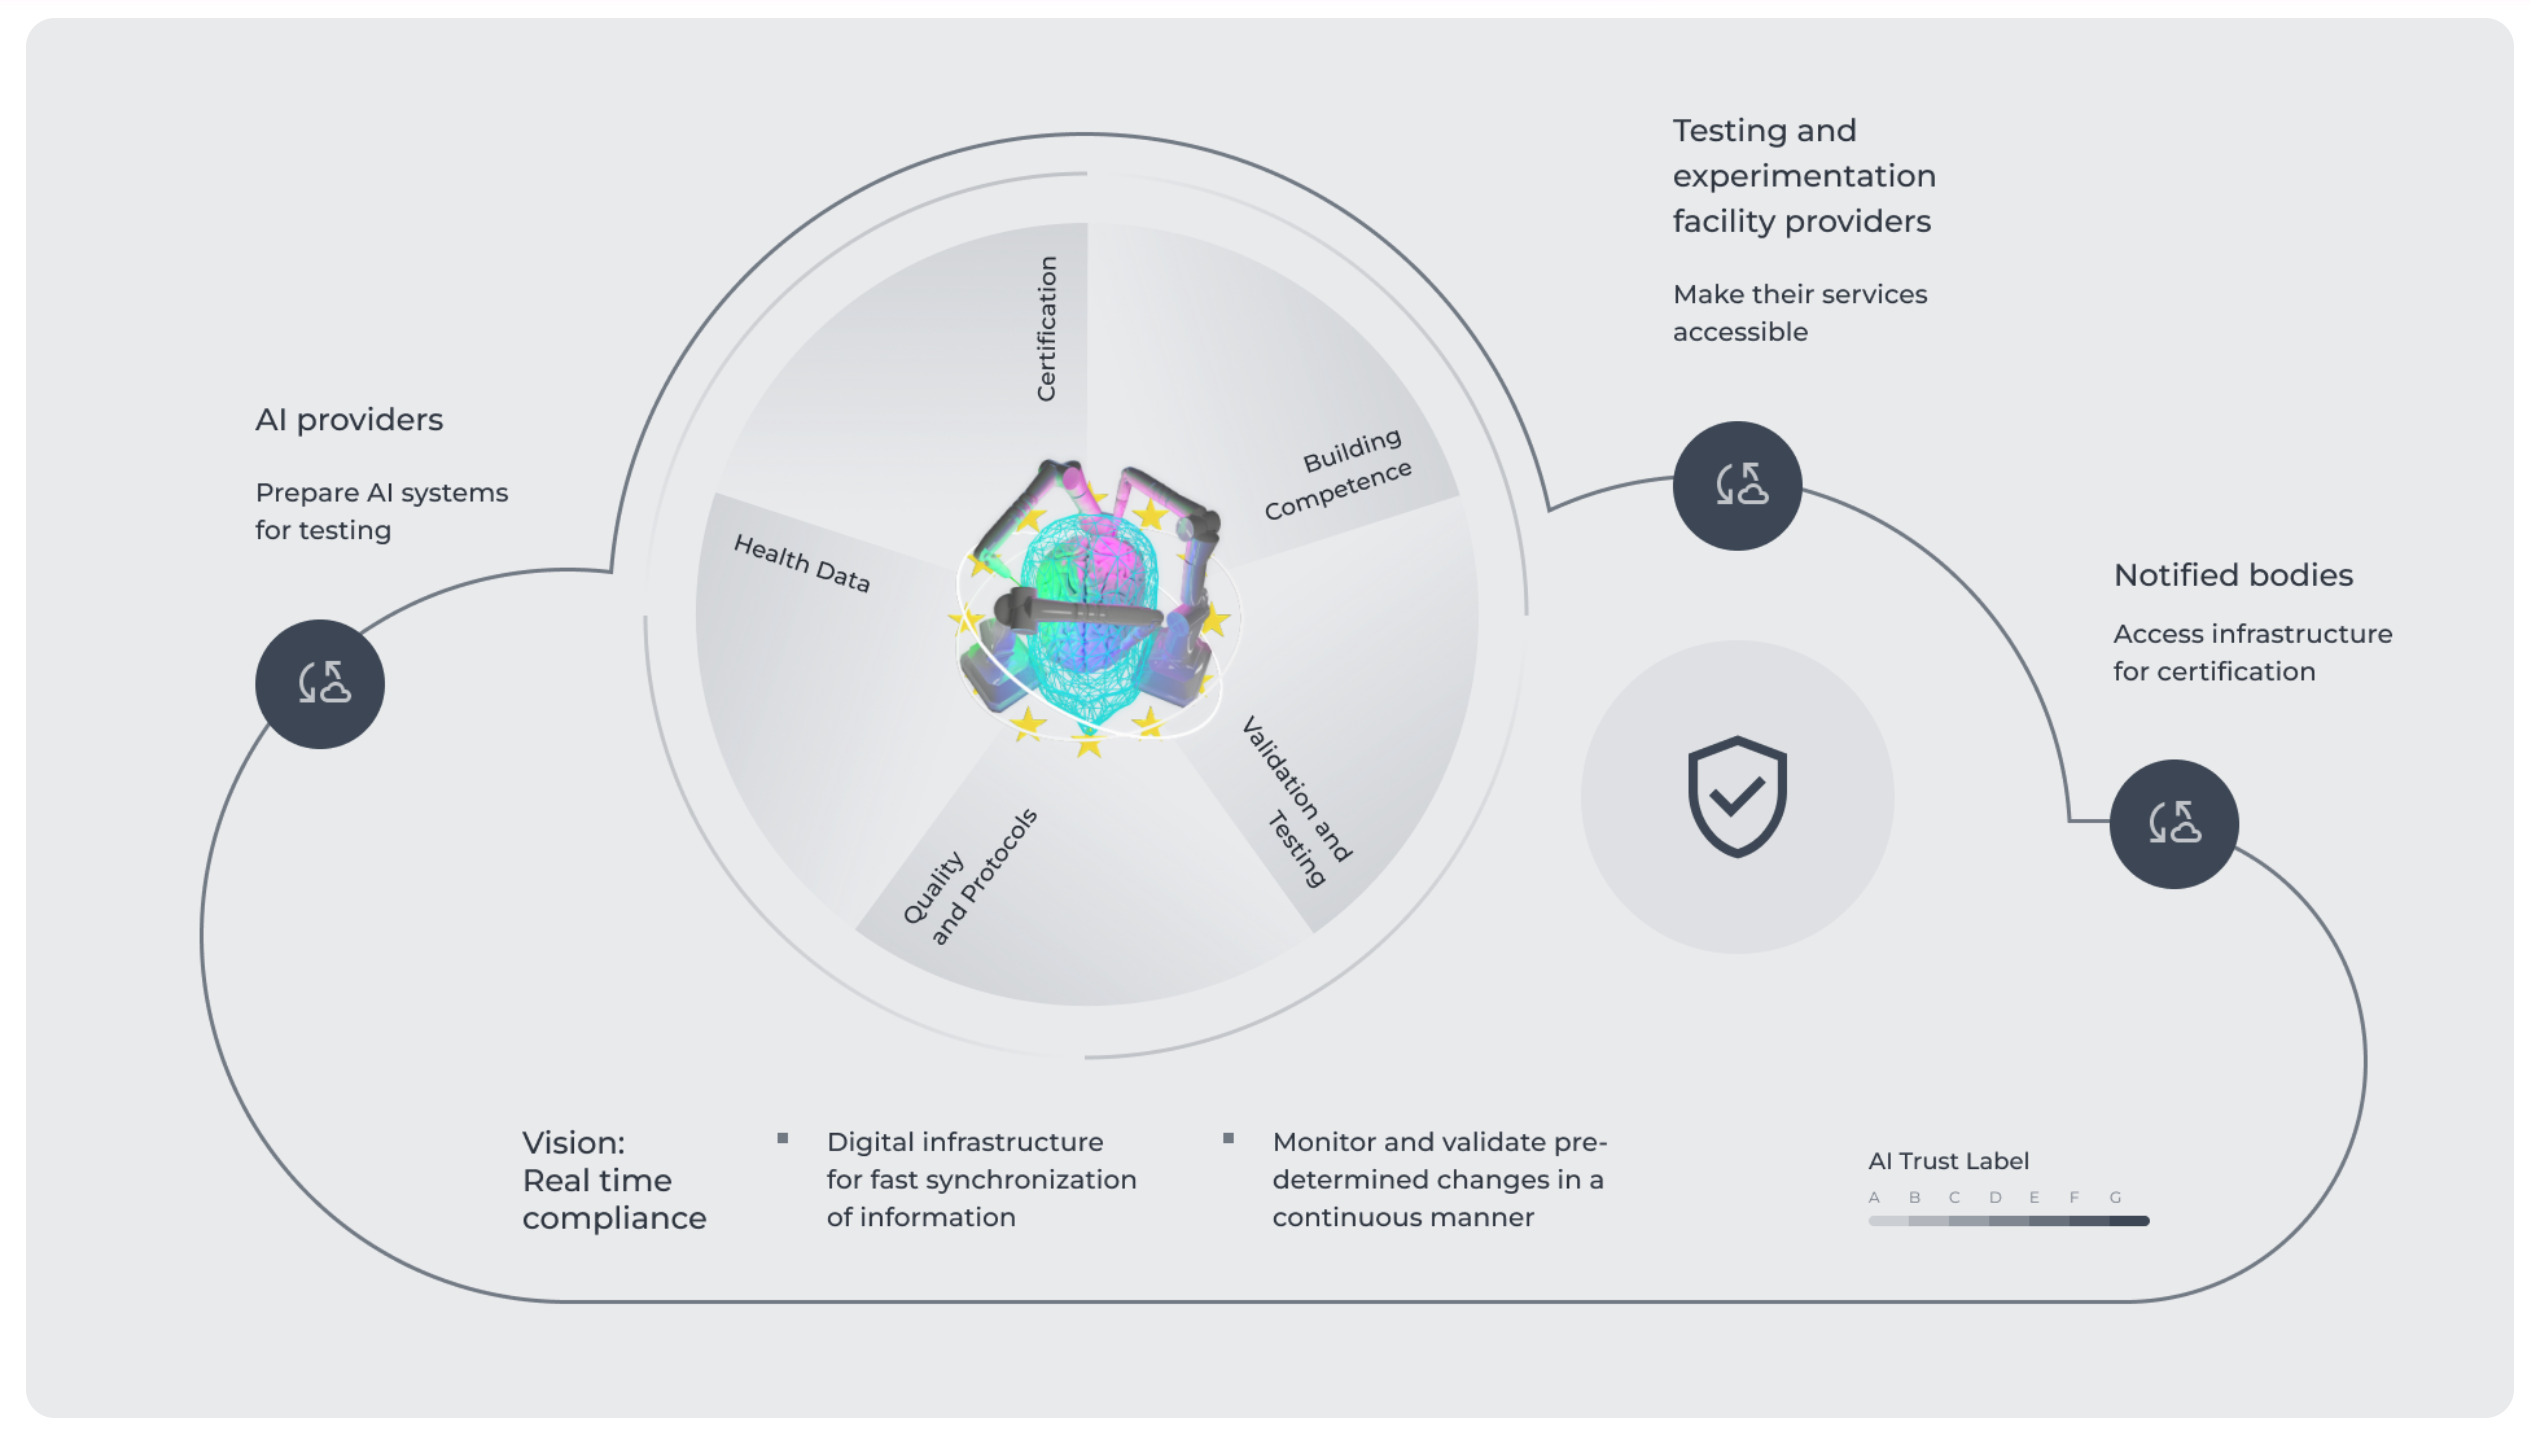 Testing and
experimentation
facility providers
Make their services
accessible
AI providers
Prepare AI systems
for testing
Certification
Building
Competence
Health Data
Validation and
Testing
Quality
and Protocols
Notified bodies
Access infrastructure
for certification
Vision:
Real time
compliance
Digital infrastructure
for fast synchronization
of information
Monitor and validate pre-
determined changes in a
continuous manner
AI Trust Label
A B C D E F G